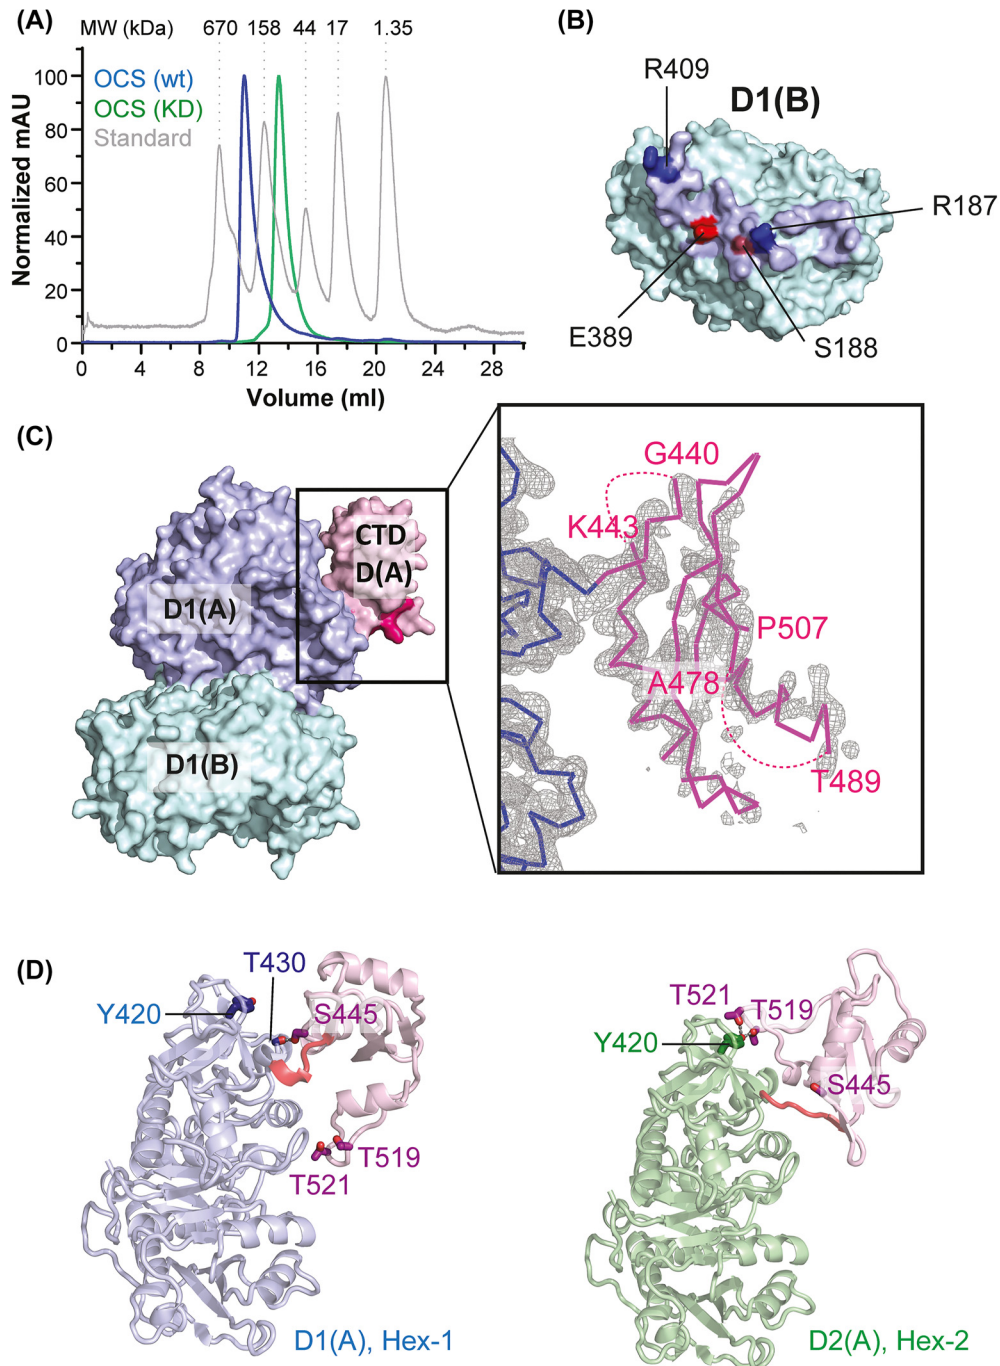 (A)
MW (kDa) 670 158 44 17 1.35
OCS (wt)
OCS (KD)
Standard
Normalized mAU
100
80
60
40
20
0
0 4 8 12 16 20 24 28
Volume (ml)
(B)
R409
D1(B)
R187
E389
S188
(C)
CTD
D(A)
D1(A)
D1(B)
G440
K443
P507
A478
T489
(D)
T430
Y420
S445
T519
T521
D1(A), Hex-1
T521
T519
Y420
S445
D2(A), Hex-2